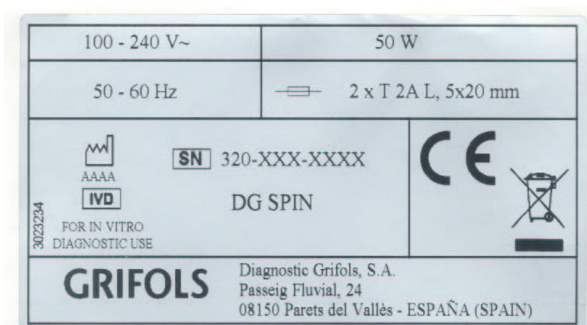 100 - 240 V~
50 W
50 - 60 Hz
2 x T 2A L, 5x20 mm
SN 320-XXX-XXXX
AAAA
IVD
DG SPIN
FOR IN VITRO
DIAGNOSTIC USE
3023234
CE
GRIFOLS
Diagnostic Grifols, S.A.
Passeig Fluvial, 24
08150 Parets del Vallès - ESPAÑA (SPAIN)